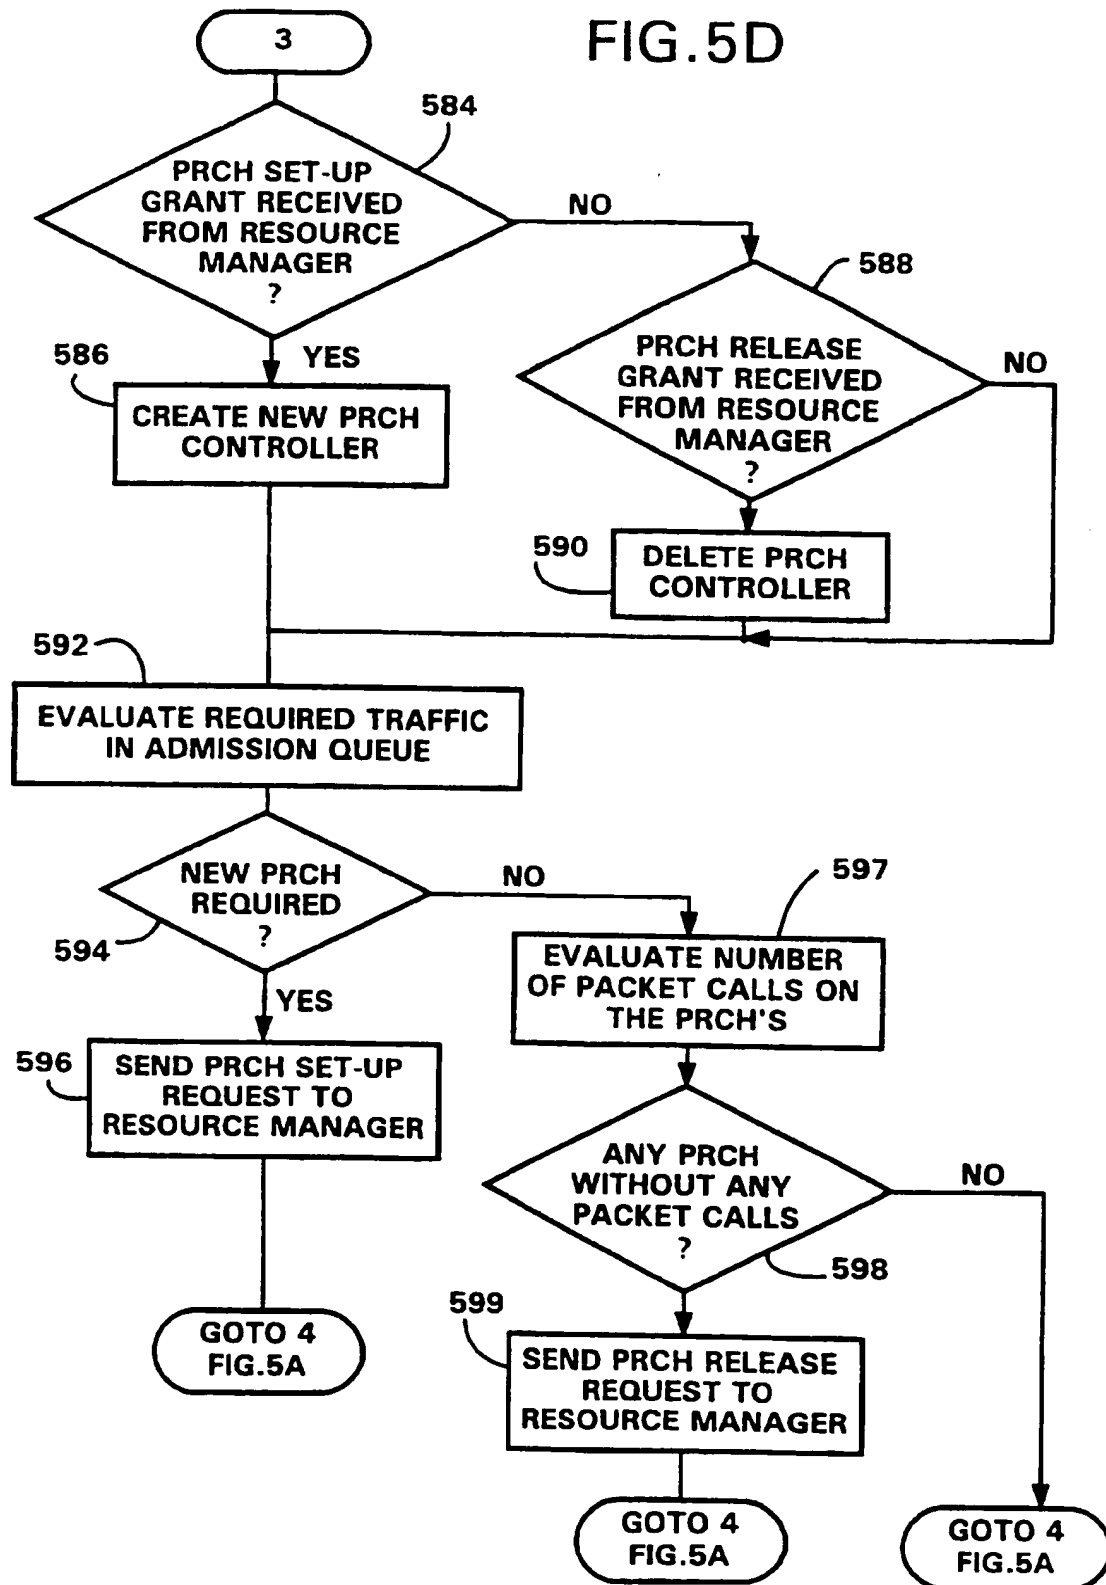 FIG.5D
3
584
PRCH SET-UP
GRANT RECEIVED
FROM RESOURCE
MANAGER
?
NO
588
YES
586
CREATE NEW PRCH
CONTROLLER
PRCH RELEASE
GRANT RECEIVED
FROM RESOURCE
MANAGER
?
NO
590
DELETE PRCH
CONTROLLER
592
EVALUATE REQUIRED TRAFFIC
IN ADMISSION QUEUE
NEW PRCH
REQUIRED
?
594
NO
597
EVALUATE NUMBER
OF PACKET CALLS ON
THE PRCH'S
YES
596
SEND PRCH SET-UP
REQUEST TO
RESOURCE MANAGER
ANY PRCH
WITHOUT ANY
PACKET CALLS
?
NO
598
GOTO 4
FIG.5A
599
SEND PRCH RELEASE
REQUEST TO
RESOURCE MANAGER
GOTO 4
FIG.5A
GOTO 4
FIG.5A